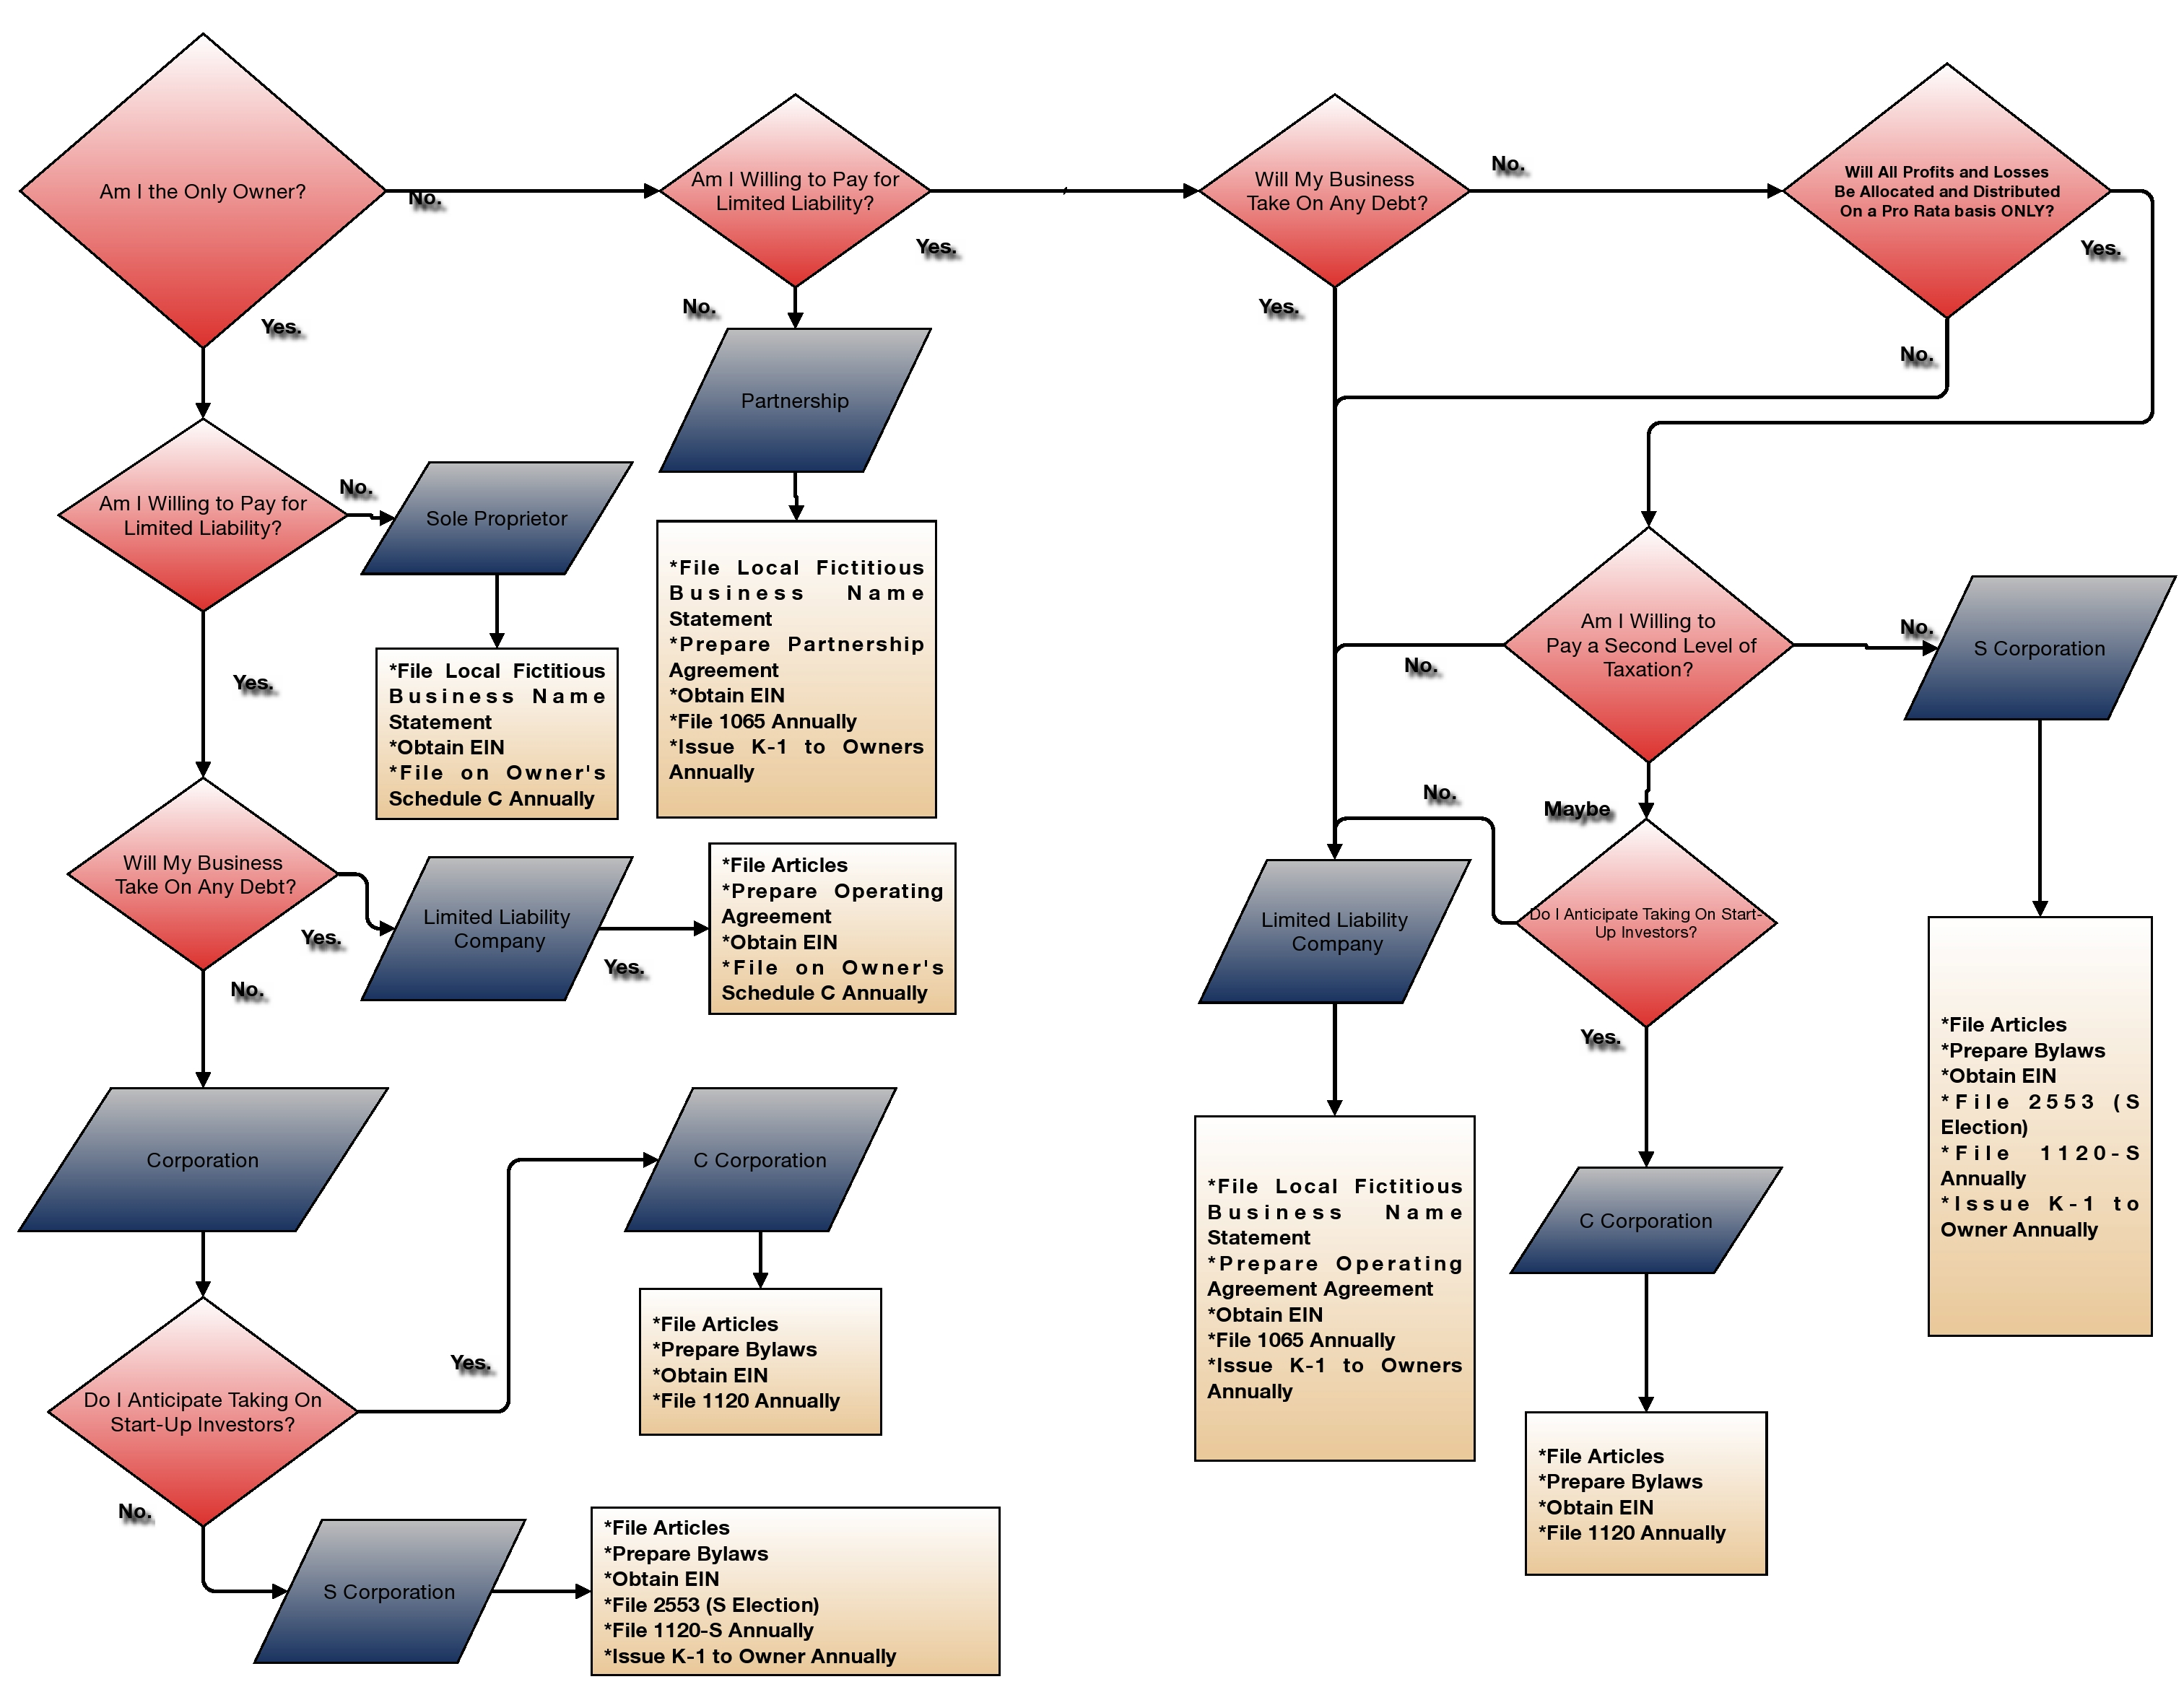 Am I the Only Owner?
No.
Yes.
Am I Willing to Pay for
Limited Liability?
Yes.
No.
Will My Business
Take On Any Debt?
No.
Yes.
Will All Profits and Losses
Be Allocated and Distributed
On a Pro Rata basis ONLY?
Yes.
No.
Partnership
*File Local Fictitious
Business Name
Statement
*Prepare Partnership
Agreement
*Obtain EIN
*File 1065 Annually
*Issue K-1 to Owners
Annually
Am I Willing to Pay for
Limited Liability?
No.
Yes.
Sole Proprietor
*File Local Fictitious
Business Name
Statement
*Obtain EIN
*File on Owner's
Schedule C Annually
Will My Business
Take On Any Debt?
Yes.
No.
Limited Liability
Company
Yes.
*File Articles
*Prepare Operating
Agreement
*Obtain EIN
*File on Owner's
Schedule C Annually
Corporation
Do I Anticipate Taking On
Start-Up Investors?
Yes.
No.
C Corporation
*File Articles
*Prepare Bylaws
*Obtain EIN
*File 1120 Annually
S Corporation
*File Articles
*Prepare Bylaws
*Obtain EIN
*File 2553 (S Election)
*File 1120-S Annually
*Issue K-1 to Owner Annually
Am I Willing to
Pay a Second Level of
Taxation?
No.
No.
Maybe
S Corporation
*File Articles
*Prepare Bylaws
*Obtain EIN
*File 2553 (S
Election)
*File 1120-S
Annually
*Issue K-1 to
Owner Annually
Do I Anticipate Taking On Start-
Up Investors?
No.
Yes.
Limited Liability
Company
*File Local Fictitious
Business Name
Statement
*Prepare Operating
Agreement Agreement
*Obtain EIN
*File 1065 Annually
*Issue K-1 to Owners
Annually
C Corporation
*File Articles
*Prepare Bylaws
*Obtain EIN
*File 1120 Annually